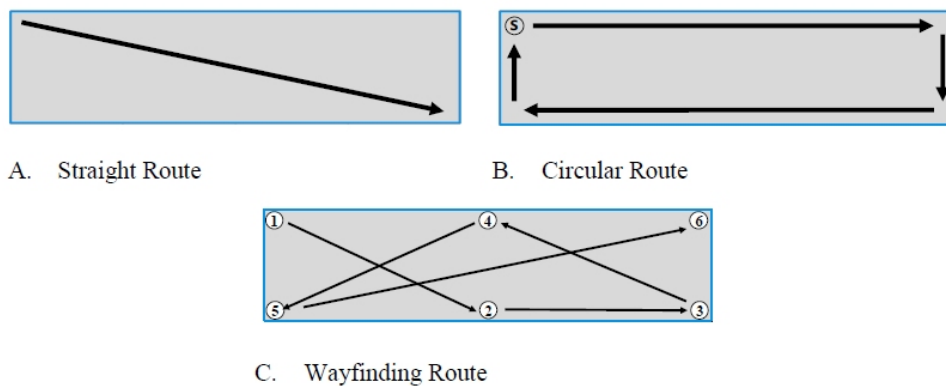 S
A. Straight Route
B. Circular Route
1 4 6
5 2 3
C. Wayfinding Route